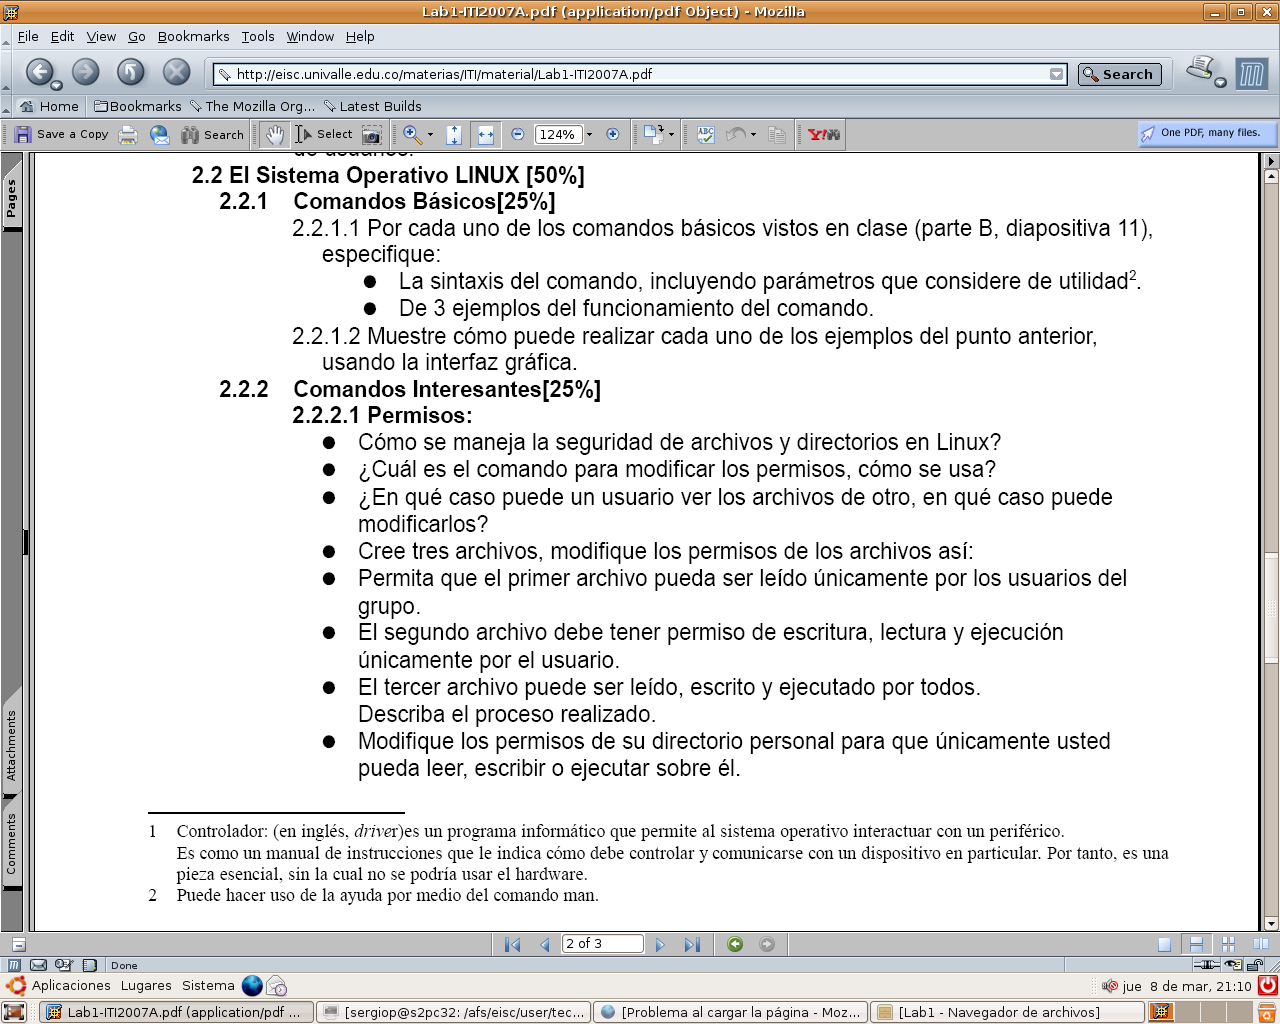 Lab1-ITI2007A.pdf (application/pdf Object) - Mozilla
File Edit View Go Bookmarks Tools Window Help
http://eisc.univalle.edu.co/materias/ITI/material/Lab1-ITI2007A.pdf Search
Home Bookmarks The Mozilla Org... Latest Builds
Save a Copy Search Select 124% ABC Y! One PDF, many files.
Pages
Attachments
Comments
de usuarios.
2.2 El Sistema Operativo LINUX [50%]
2.2.1 Comandos Básicos[25%]
2.2.1.1 Por cada uno de los comandos básicos vistos en clase (parte B, diapositiva 11),
especifique:
● La sintaxis del comando, incluyendo parámetros que considere de utilidad2.
● De 3 ejemplos del funcionamiento del comando.
2.2.1.2 Muestre cómo puede realizar cada uno de los ejemplos del punto anterior,
usando la interfaz gráfica.
2.2.2 Comandos Interesantes[25%]
2.2.2.1 Permisos:
● Cómo se maneja la seguridad de archivos y directorios en Linux?
● ¿Cuál es el comando para modificar los permisos, cómo se usa?
● ¿En qué caso puede un usuario ver los archivos de otro, en qué caso puede
modificarlos?
● Cree tres archivos, modifique los permisos de los archivos así:
● Permita que el primer archivo pueda ser leído únicamente por los usuarios del
grupo.
● El segundo archivo debe tener permiso de escritura, lectura y ejecución
únicamente por el usuario.
● El tercer archivo puede ser leído, escrito y ejecutado por todos.
Describa el proceso realizado.
● Modifique los permisos de su directorio personal para que únicamente usted
pueda leer, escribir o ejecutar sobre él.
1 Controlador: (en inglés, driver)es un programa informático que permite al sistema operativo interactuar con un periférico.
Es como un manual de instrucciones que le indica cómo debe controlar y comunicarse con un dispositivo en particular. Por tanto, es una
pieza esencial, sin la cual no se podría usar el hardware.
2 Puede hacer uso de la ayuda por medio del comando man.
2 of 3
Done
Aplicaciones Lugares Sistema jue 8 de mar, 21:10
Lab1-ITI2007A.pdf (application/pdf ... [sergiop@s2pc32: /afs/eisc/user/tec... [Problema al cargar la página - Moz... [Lab1 - Navegador de archivos]